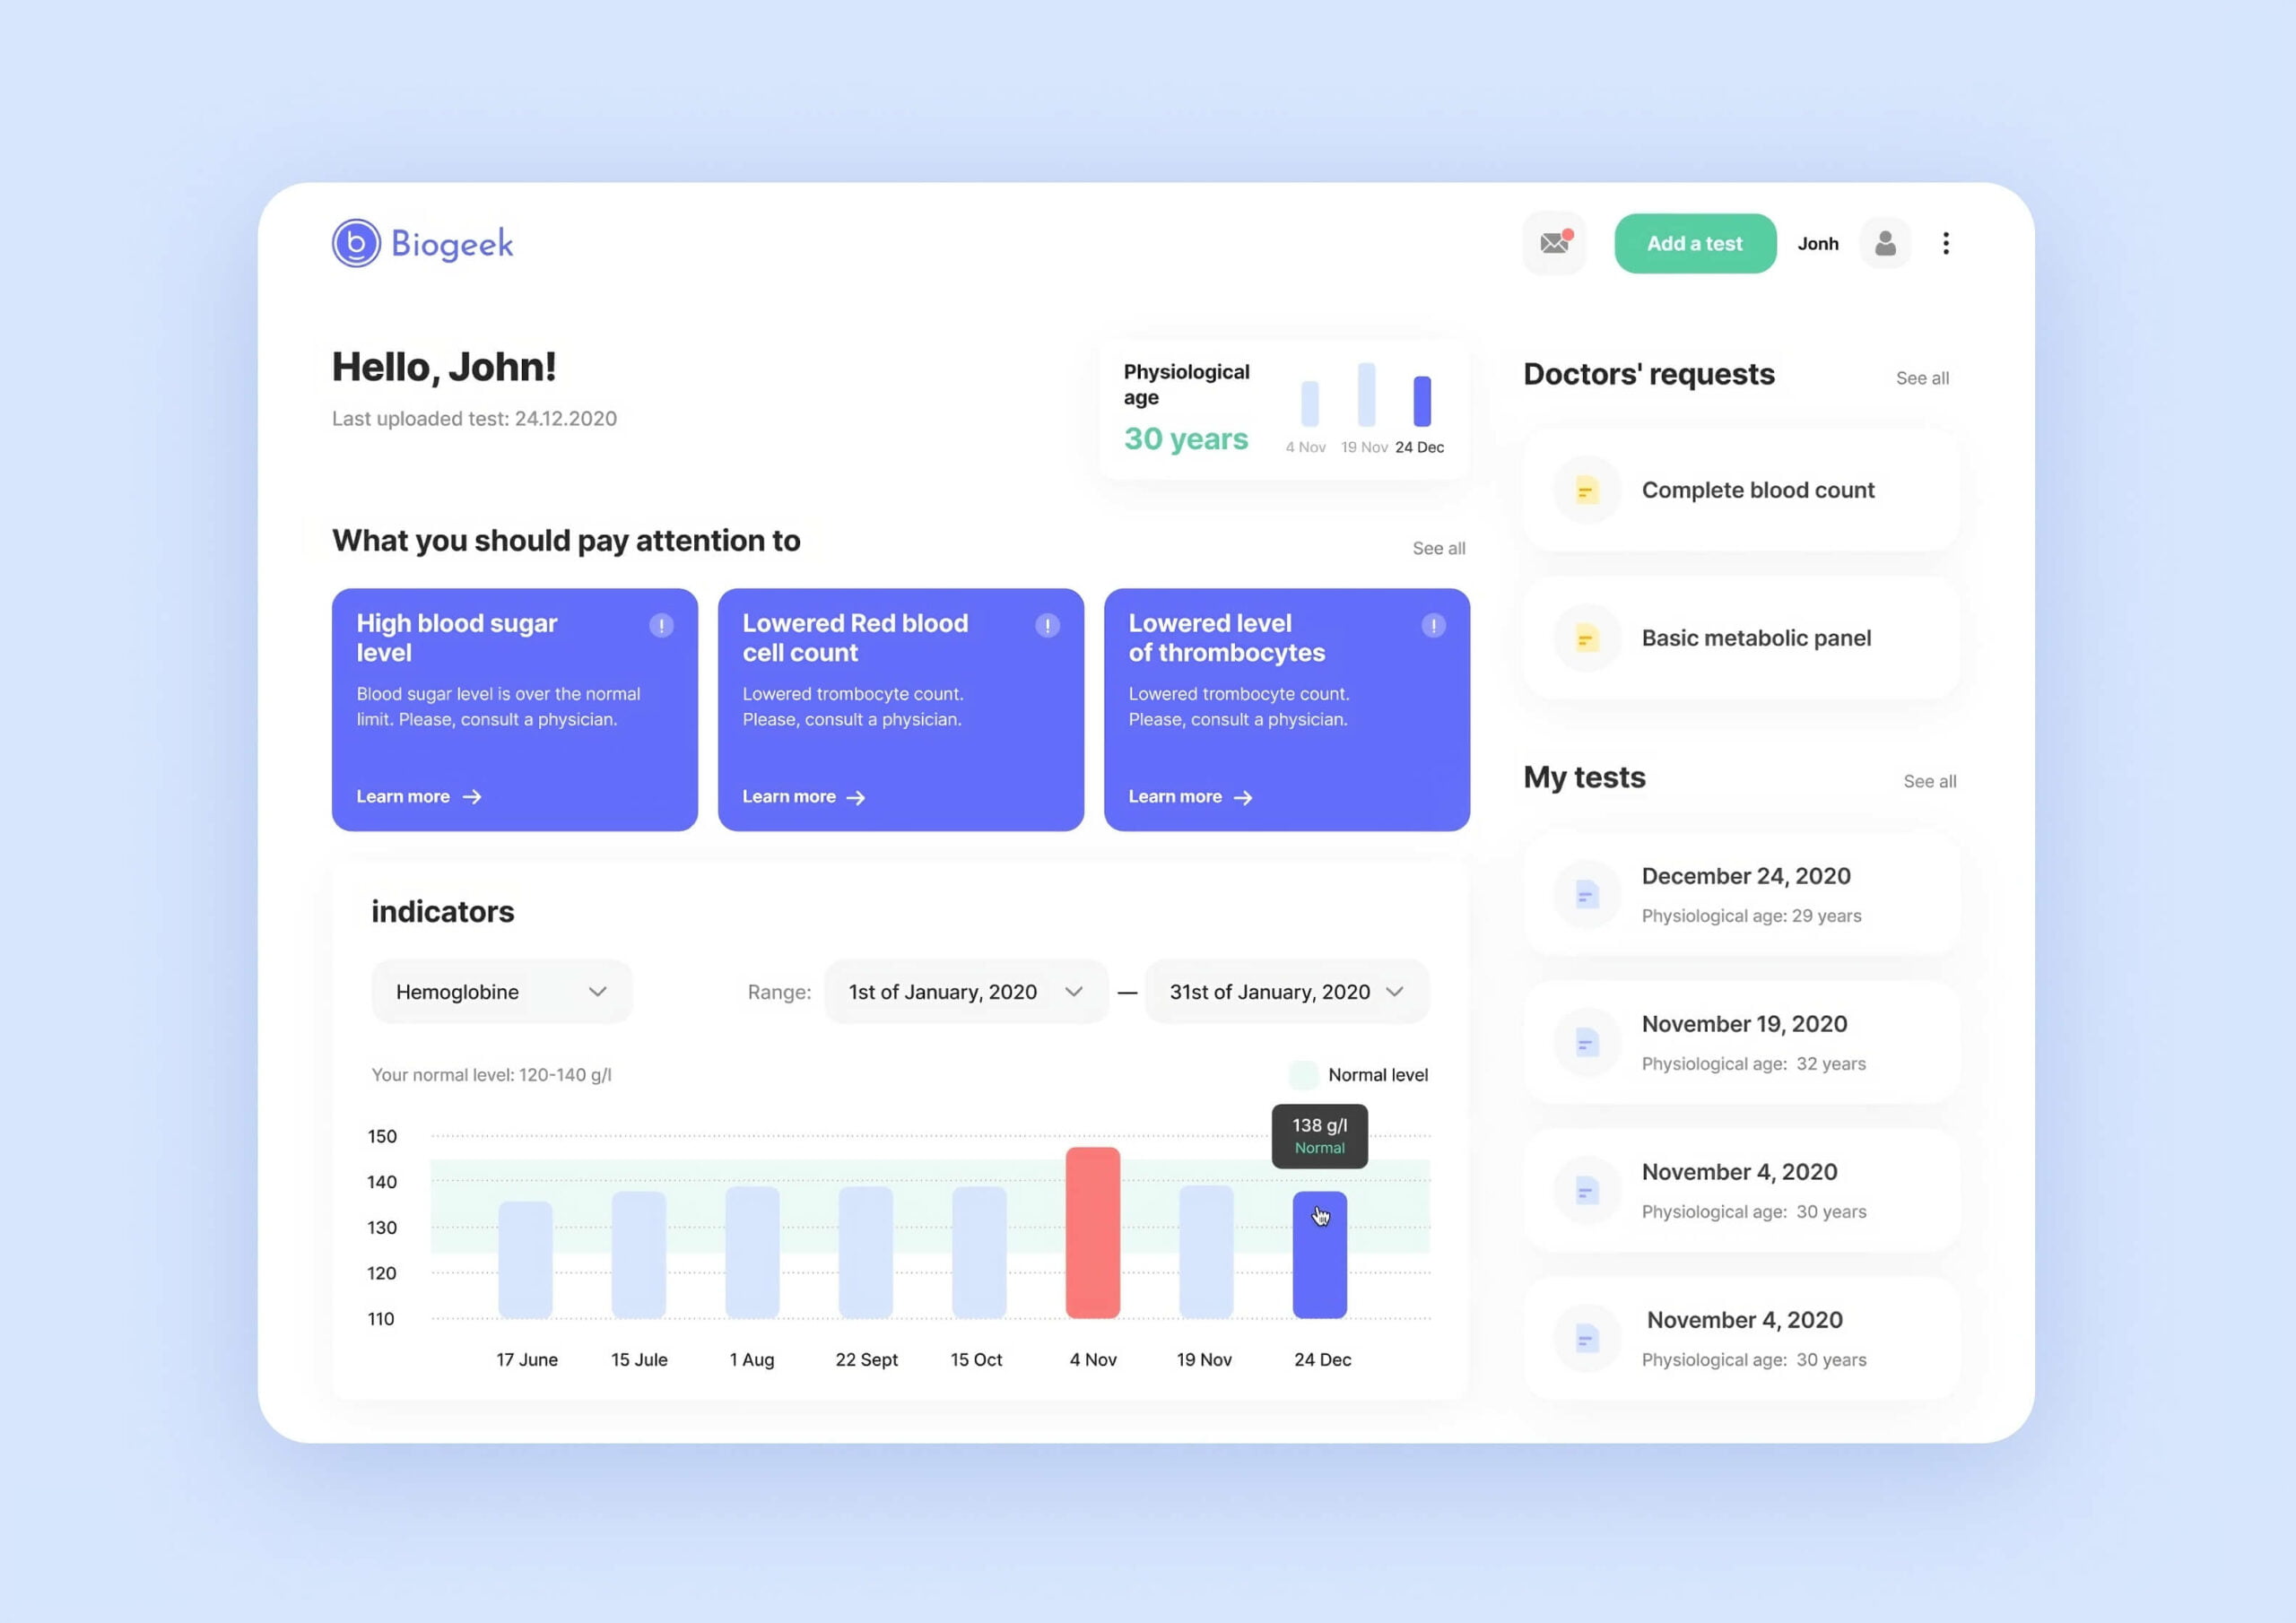 Biogeek
Add a test
Jonh
Hello, John!
Last uploaded test: 24.12.2020
Physiological
age
30 years
4 Nov 19 Nov 24 Dec
What you should pay attention to
See all
High blood sugar
level
!
Blood sugar level is over the normal
limit. Please, consult a physician.
Learn more
Lowered Red blood
cell count
!
Lowered trombocyte count.
Please, consult a physician.
Learn more
Lowered level
of thrombocytes
!
Lowered trombocyte count.
Please, consult a physician.
Learn more
indicators
Hemoglobine
Range:
1st of January, 2020
—
31st of January, 2020
Your normal level: 120-140 g/l
Normal level
138 g/l
Normal
150
140
130
120
110
17 June 15 Jule 1 Aug 22 Sept 15 Oct 4 Nov 19 Nov 24 Dec
Doctors' requests
See all
Complete blood count
Basic metabolic panel
My tests
See all
December 24, 2020
Physiological age: 29 years
November 19, 2020
Physiological age: 32 years
November 4, 2020
Physiological age: 30 years
November 4, 2020
Physiological age: 30 years